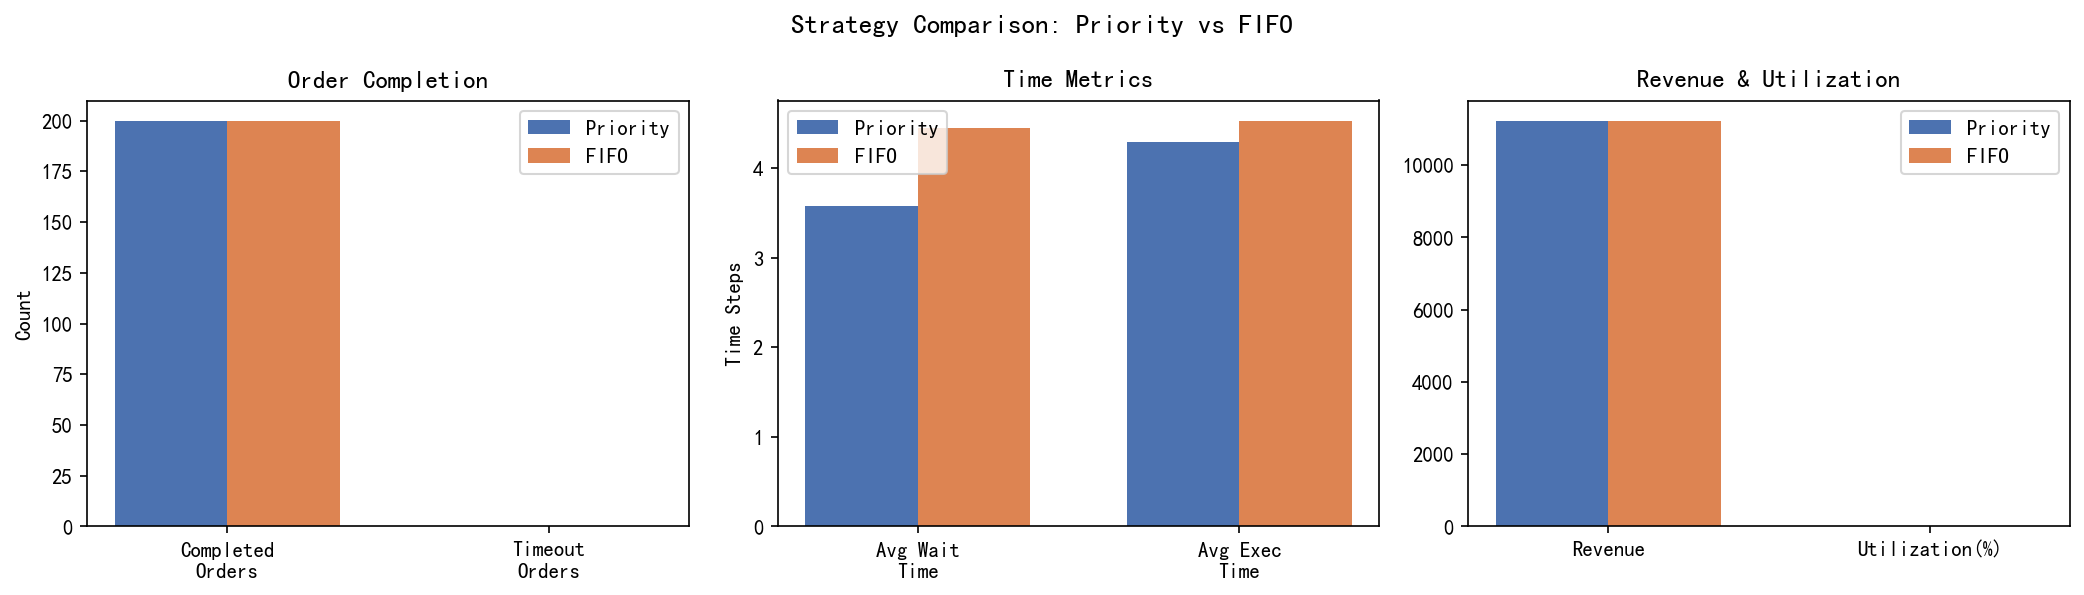 Strategy Comparison: Priority vs FIFO
Order Completion
Count
200
175
150
125
100
75
50
25
0
Priority
FIFO
Completed
Orders
Timeout
Orders
Time Metrics
Time Steps
4
3
2
1
0
Priority
FIFO
Avg Wait
Time
Avg Exec
Time
Revenue & Utilization
10000
8000
6000
4000
2000
0
Priority
FIFO
Revenue
Utilization(%)